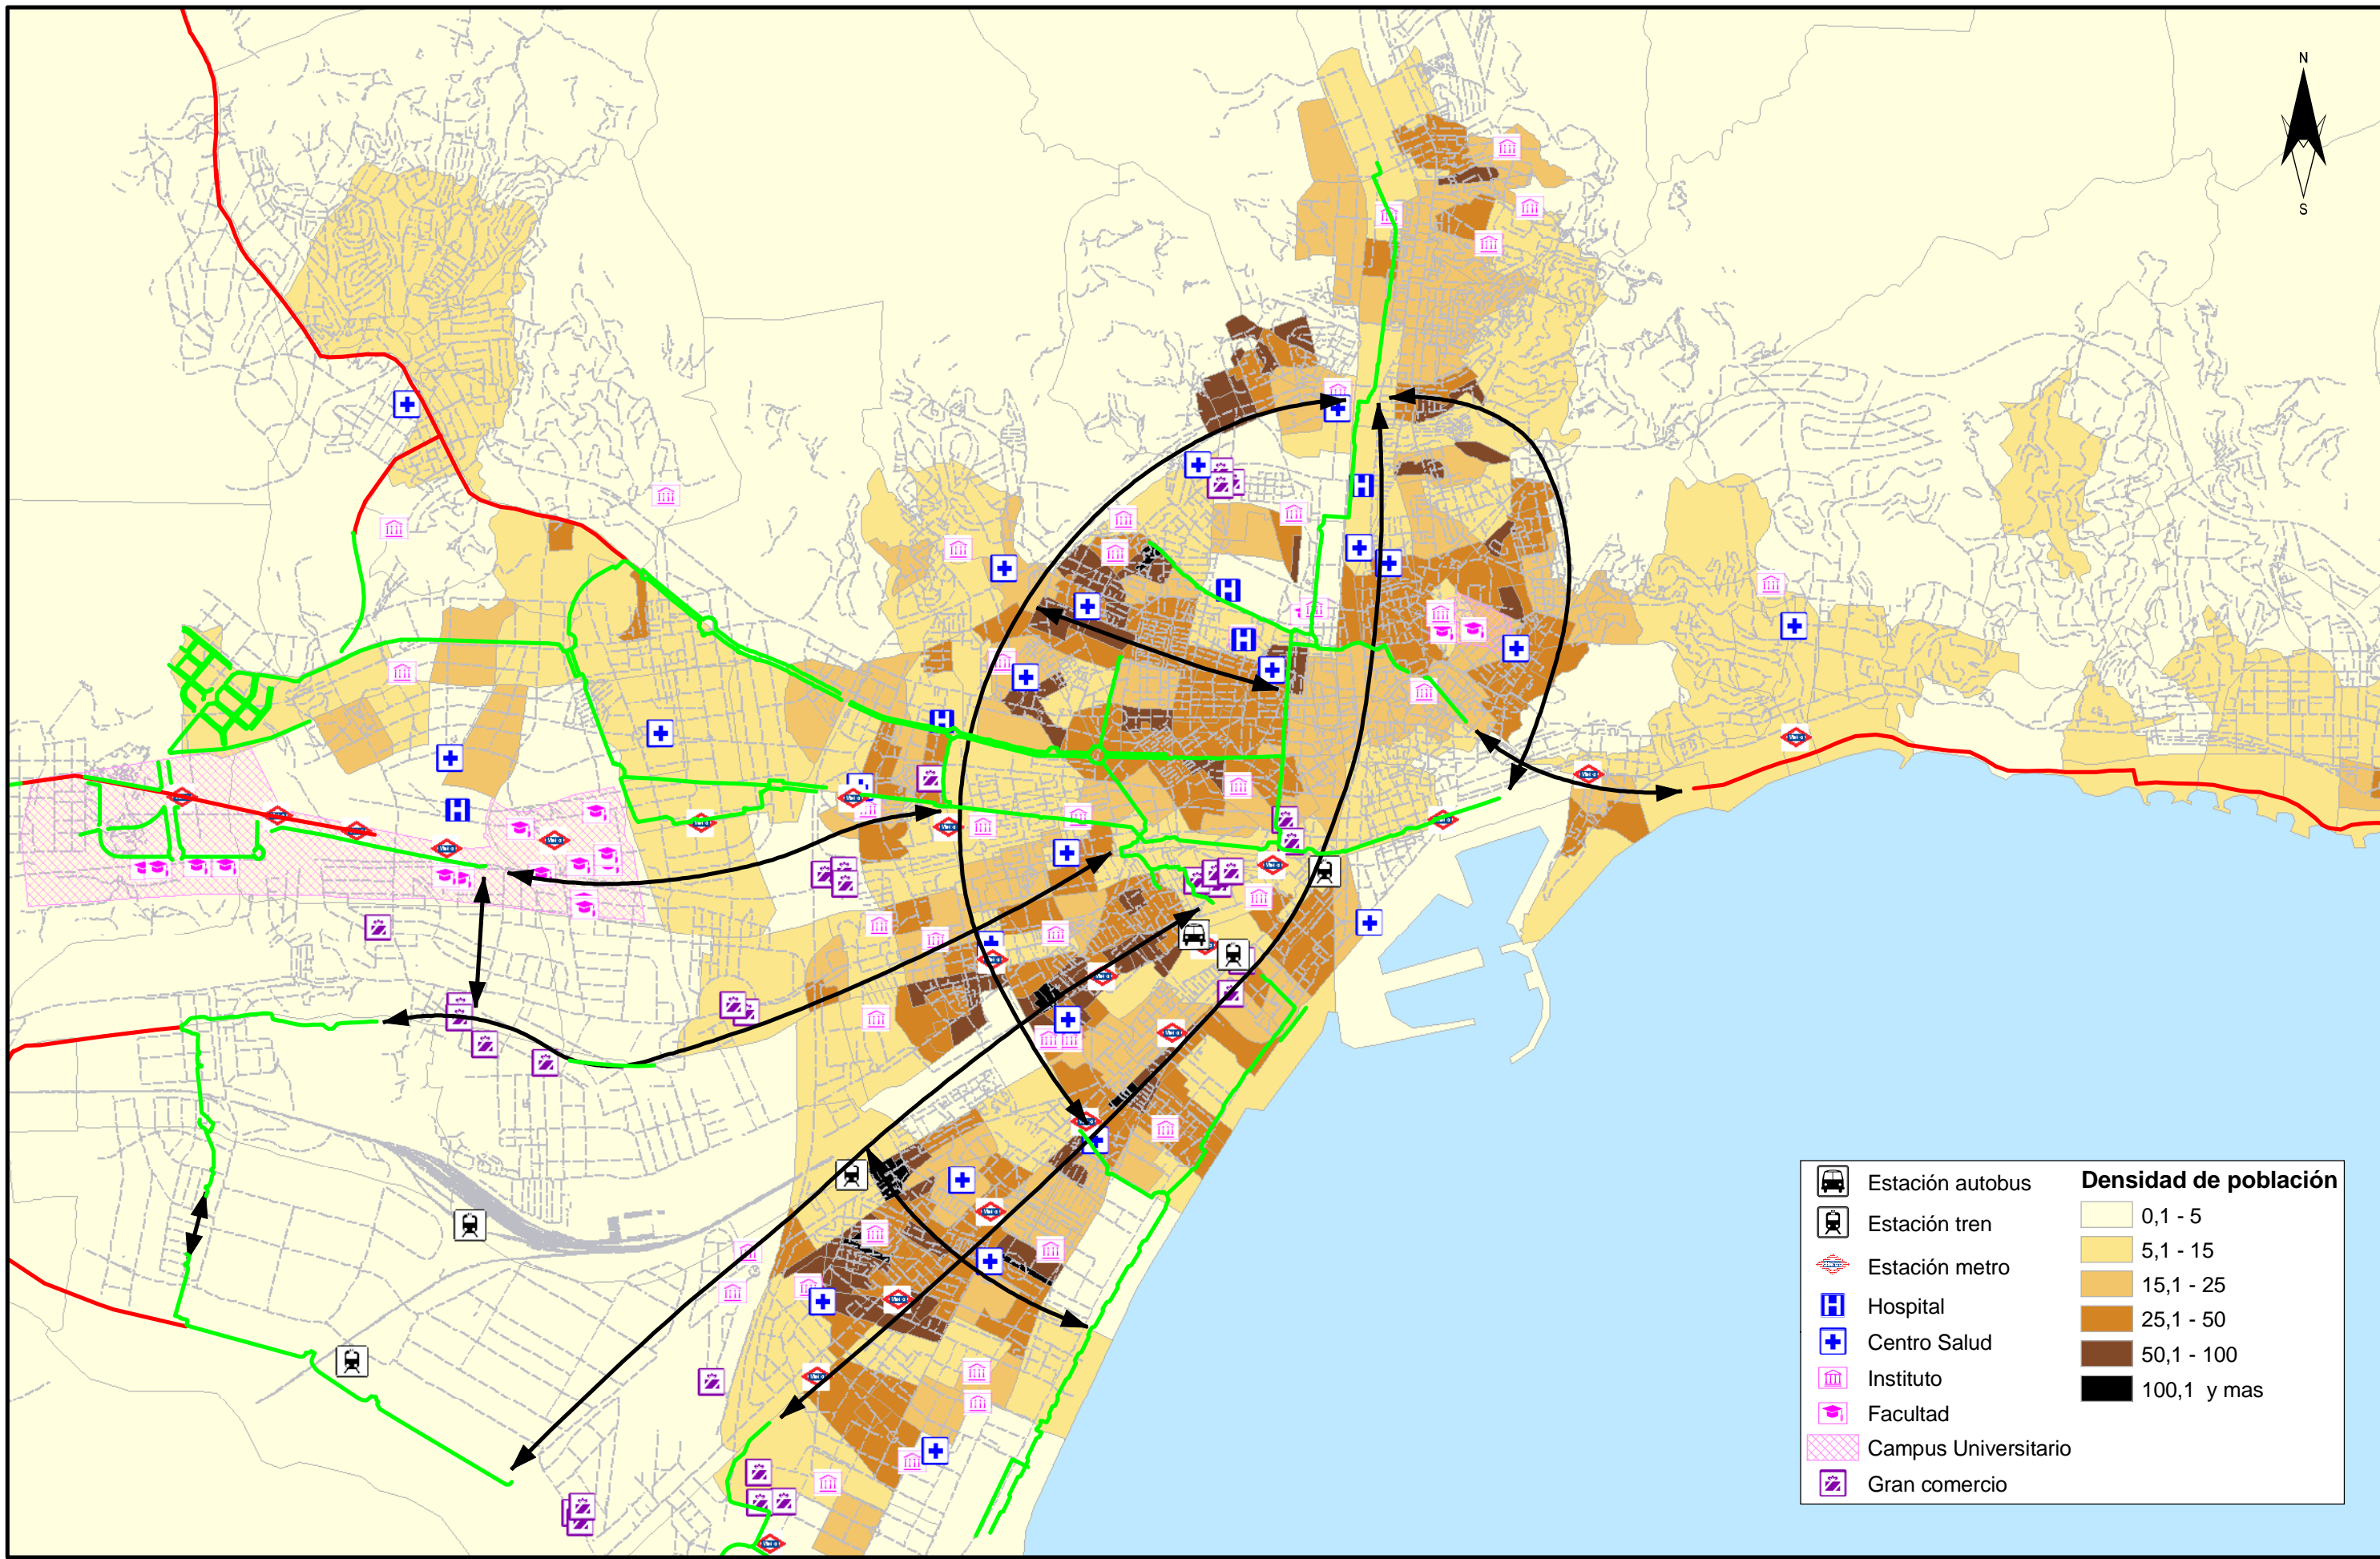 N
S
Estación autobus
Estación tren
Estación metro
Hospital
Centro Salud
Instituto
Facultad
Campus Universitario
Gran comercio
Densidad de población
0,1 - 5
5,1 - 15
15,1 - 25
25,1 - 50
50,1 - 100
100,1 y mas